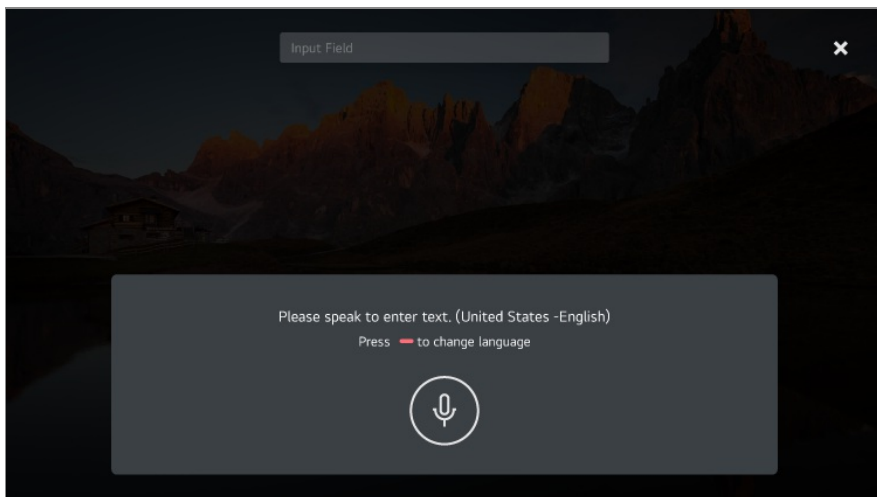 Input Field
Please speak to enter text. (United States -English)
Press to change language